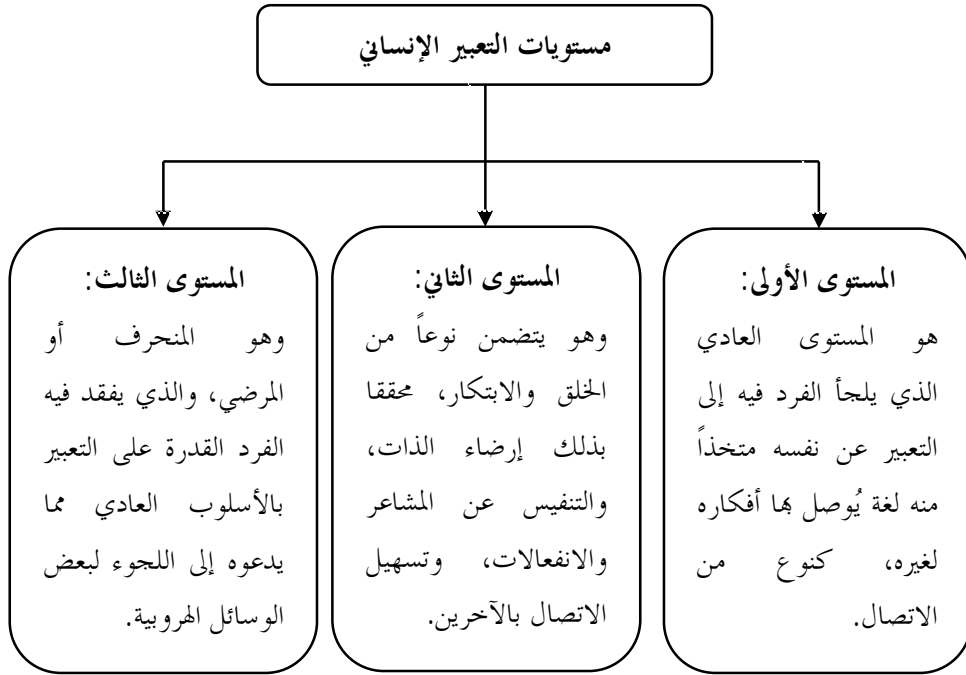 مستويات التعبير الإنساني
المستوى الأولى:
هو المستوى العادي
الذي يلجأ الفرد فيه إلى
التعبير عن نفسه متخذاً
منه لغة يُوصل بها أفكاره
لغيره، كنوع من
الاتصال.
المستوى الثاني:
وهو يتضمن نوعاً من
الخلق والابتكار، محققا
بذلك إرضاء الذات،
والتنفيس عن المشاعر
والانفعالات، وتسهيل
الاتصال بالآخرين.
المستوى الثالث:
وهو المنحرف أو
المرضي، والذي يفقد فيه
الفرد القدرة على التعبير
بالأسلوب العادي مما
يدعوه إلى اللجوء لبعض
الوسائل الهروبية.